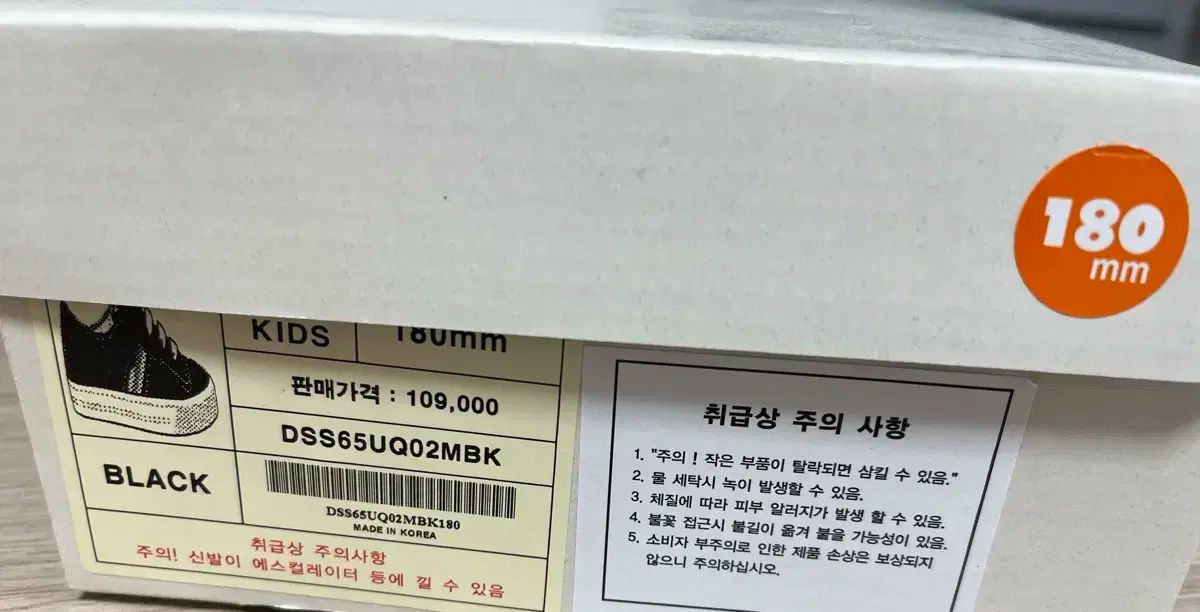 180
mm
KIDS
180mm
판매가격 : 109,000
DSS65UQ02MBK
BLACK
DSS65UQ02MBK180
MADE IN KOREA
취급상 주의사항
주의! 신발이 에스컬레이터 등에 낄 수 있음
취급상 주의 사항
1. "주의! 작은 부품이 탈락되면 삼킬 수 있음."
2. 물 세탁시 녹이 발생할 수 있음.
3. 체질에 따라 피부 알러지가 발생 할 수 있음.
4. 불꽃 접근시 불길이 옮겨 붙을 가능성이 있음.
5. 소비자 부주의로 인한 제품 손상은 보상되지
않으니 주의하십시오.